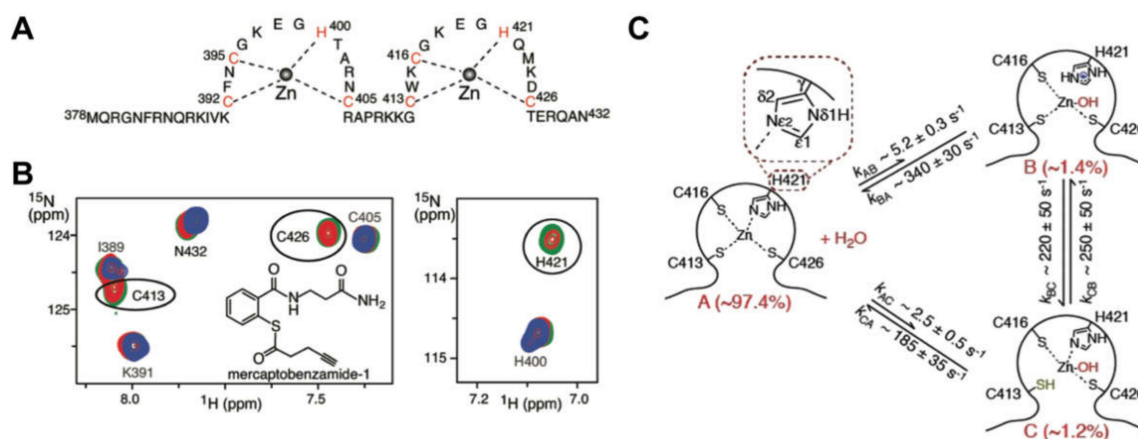 A
G K E G H 400
395 C
N
F
392 C
Zn
T
A
R
N
C 405
G K E G H 421
416 C
K
W
413 C
Zn
Q
M
K
D
C 426
378MQRGNFRNQRKIVK RAPRKKG TERQAN432
B
15N
(ppm)
124
125
I389
N432
C426
C405
C413
K391
O
N
H
NH2
O
S
O
mercaptobenzamide-1
8.0
7.5
1H (ppm)
15N
(ppm)
114
115
H421
H400
7.2
7.0
1H (ppm)
C
γ
δ2
Nδ1H
Nε2
ε1
H421
C416
S
N
NH
Zn
S
S
C413
C426
A (~97.4%)
+ H2O
kAB ~ 5.2 ± 0.3 s-1
kBA ~ 340 ± 30 s-1
C416
H421
S
HN
NH
Zn-OH
S
S
C413
C426
B (~1.4%)
kBC ~ 220 ± 50 s-1
kCB ~ 250 ± 50 s-1
kAC ~ 2.5 ± 0.5 s-1
kCA ~ 185 ± 35 s-1
C416
H421
S
N
NH
Zn-OH
C413
SH
S
C426
C (~1.2%)